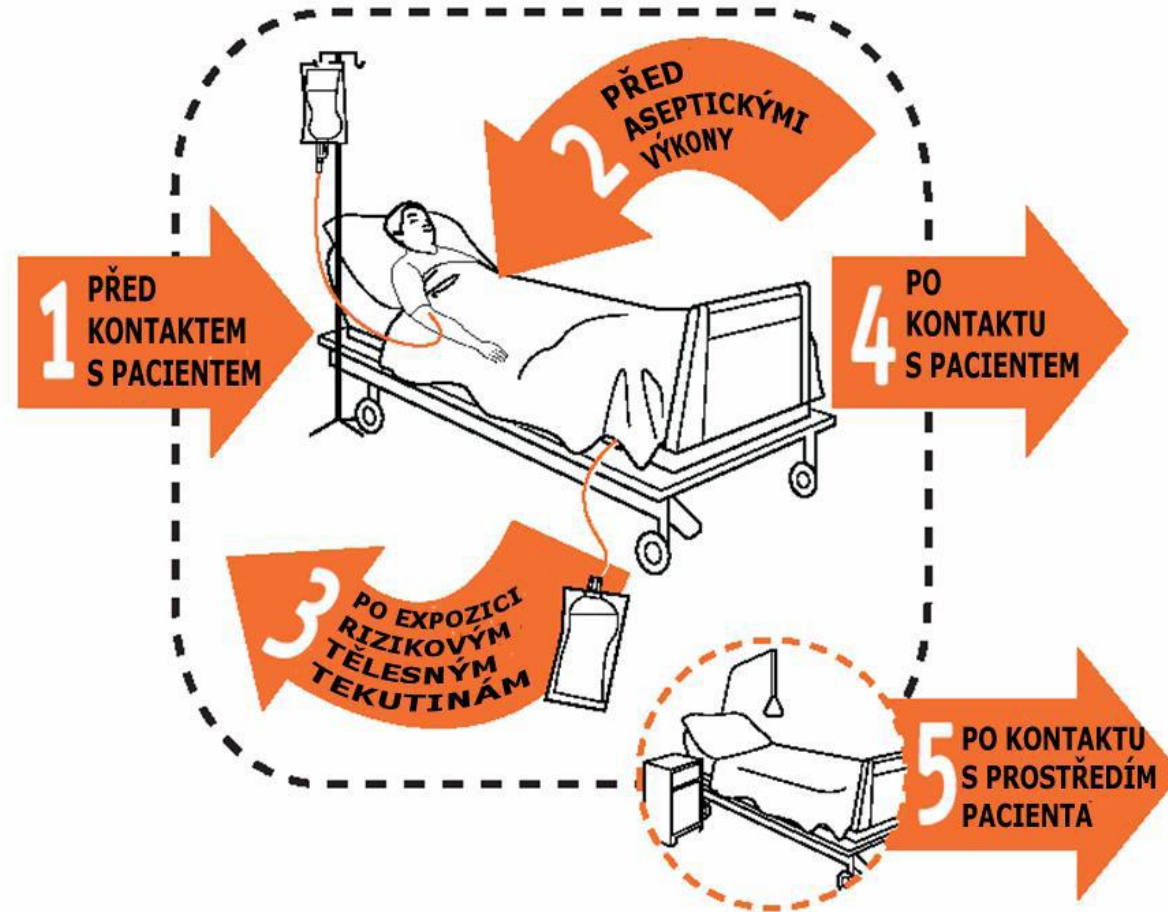 1
PŘED
KONTAKTEM
S PACIENTEM
2
PŘED
ASEPTICKÝMI
VÝKONY
3
PO EXPOZICI
RIZIKOVÝM
TĚLESNÝM
TEKUTINÁM
4
PO
KONTAKTU
S PACIENTEM
5
PO KONTAKTU
S PROSTŘEDÍM
PACIENTA